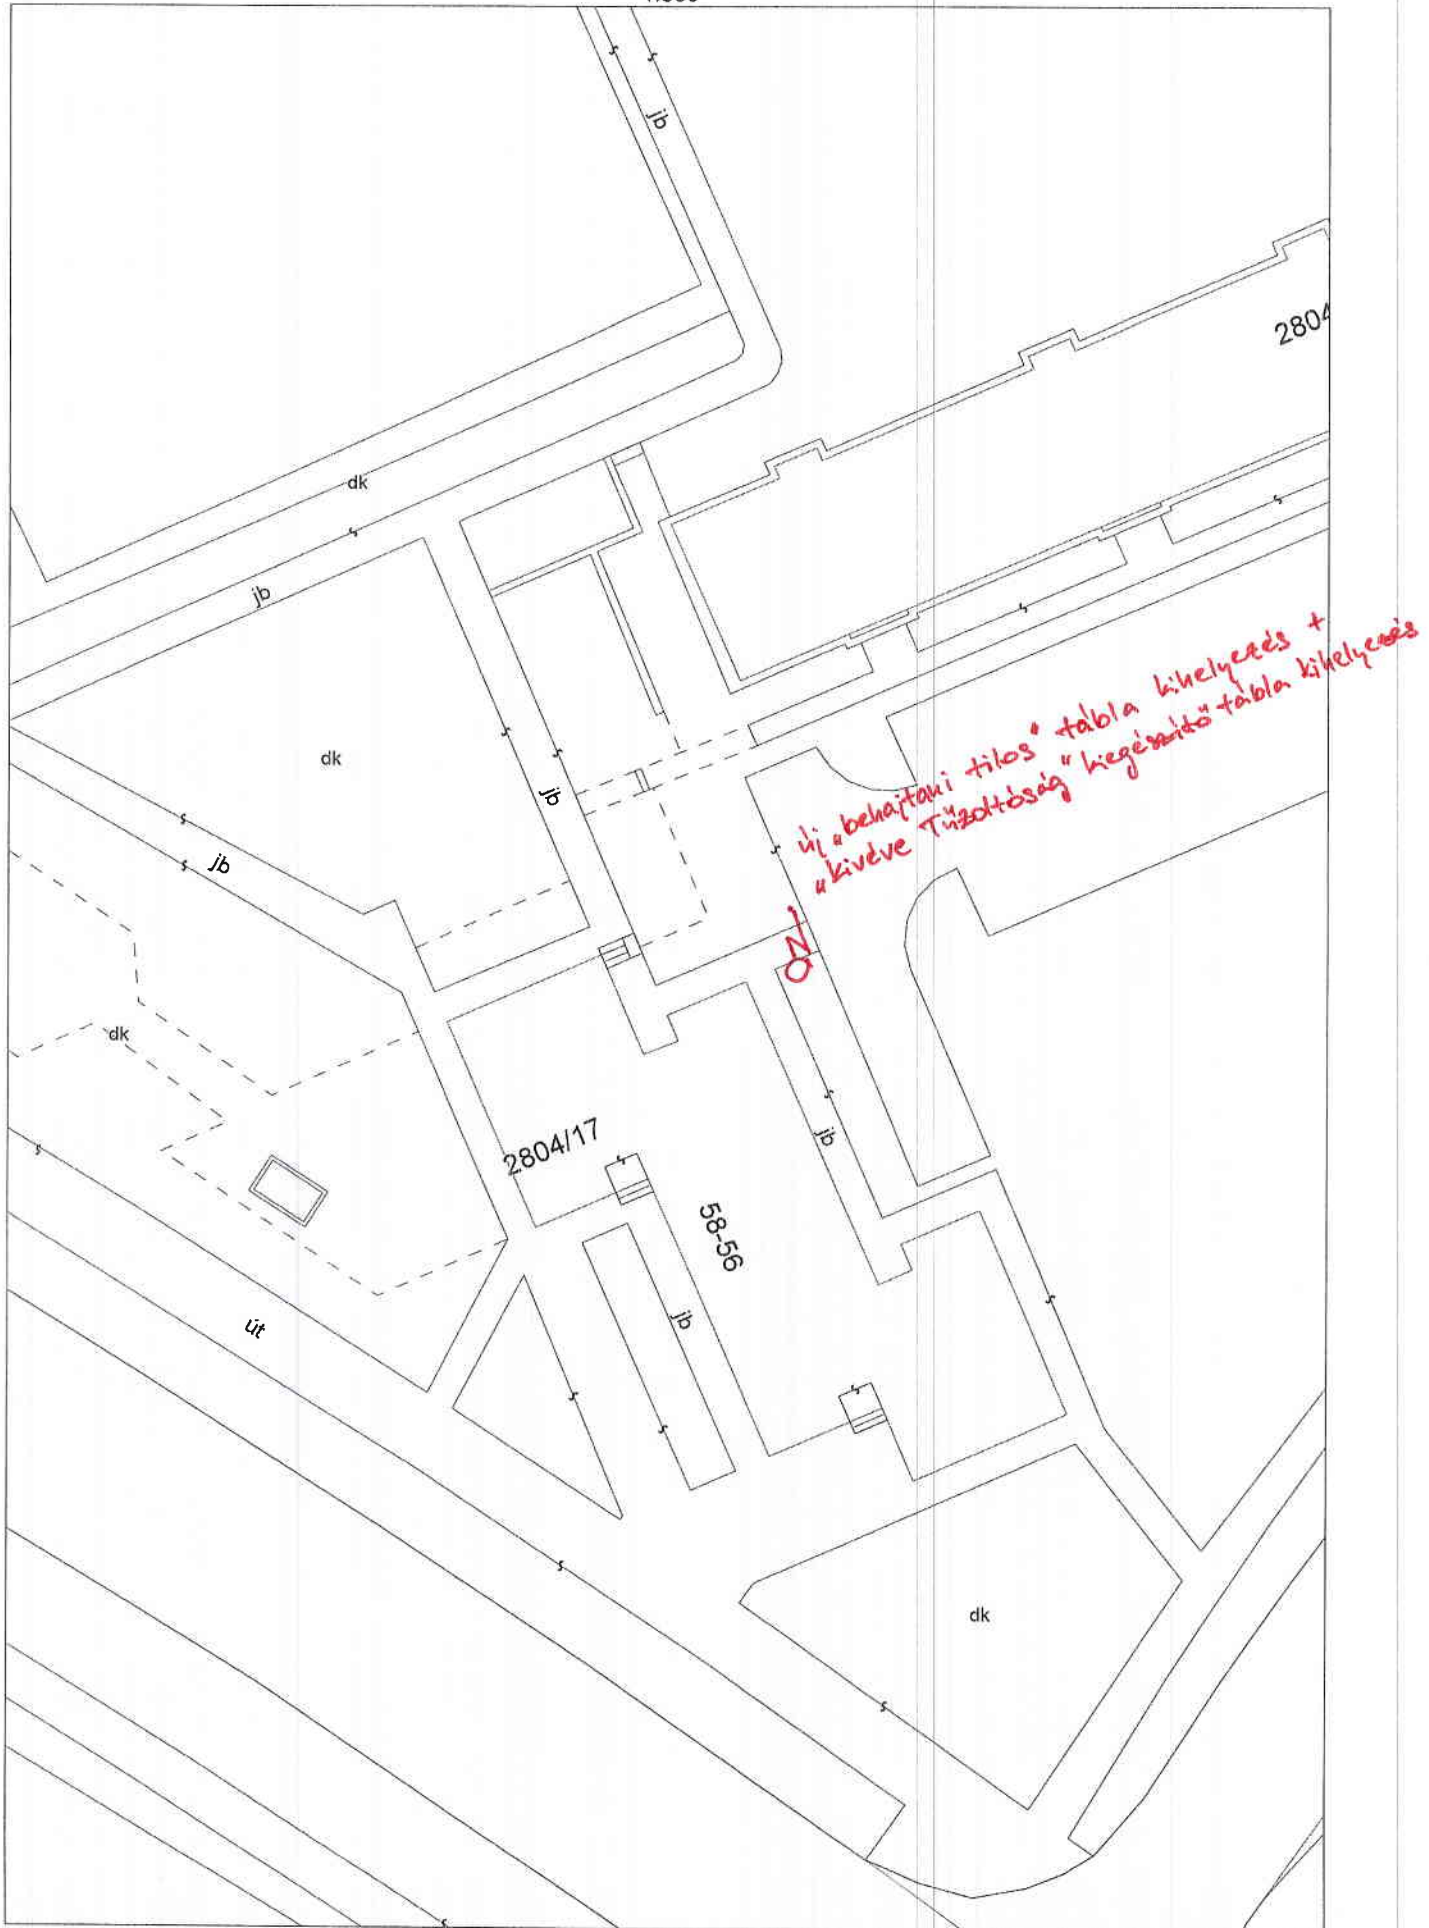 jb
2804
dk
jb
új „behajtani tilos" tábla kihelyezés +
„kivéve Tűzoltóság" kiegészítő tábla kihelyezés
dk
jb
jb
dk
2804/17
jb
58-56
jb
út
dk